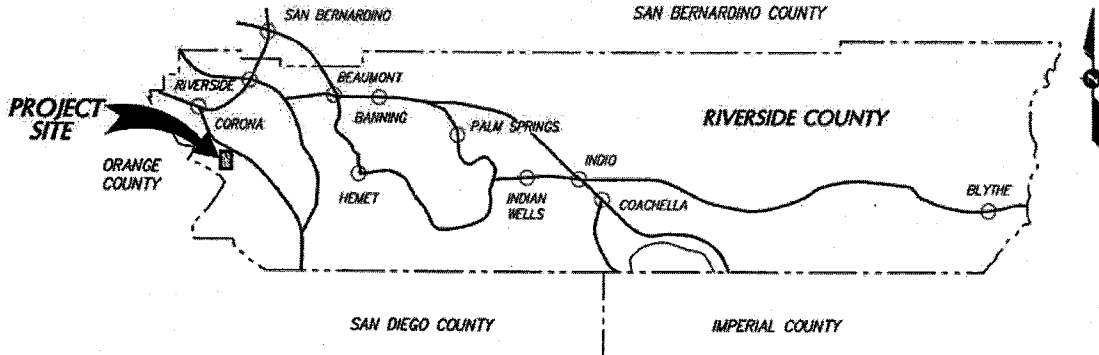 SAN BERNARDINO
SAN BERNARDINO COUNTY
RIVERSIDE
BEAUMONT
PROJECT
SITE
CORONA
BANNING
PALM SPRINGS
RIVERSIDE COUNTY
ORANGE
COUNTY
HEMET
INDIAN
WELLS
INDIO
COACHELLA
BLYTHE
SAN DIEGO COUNTY
IMPERIAL COUNTY